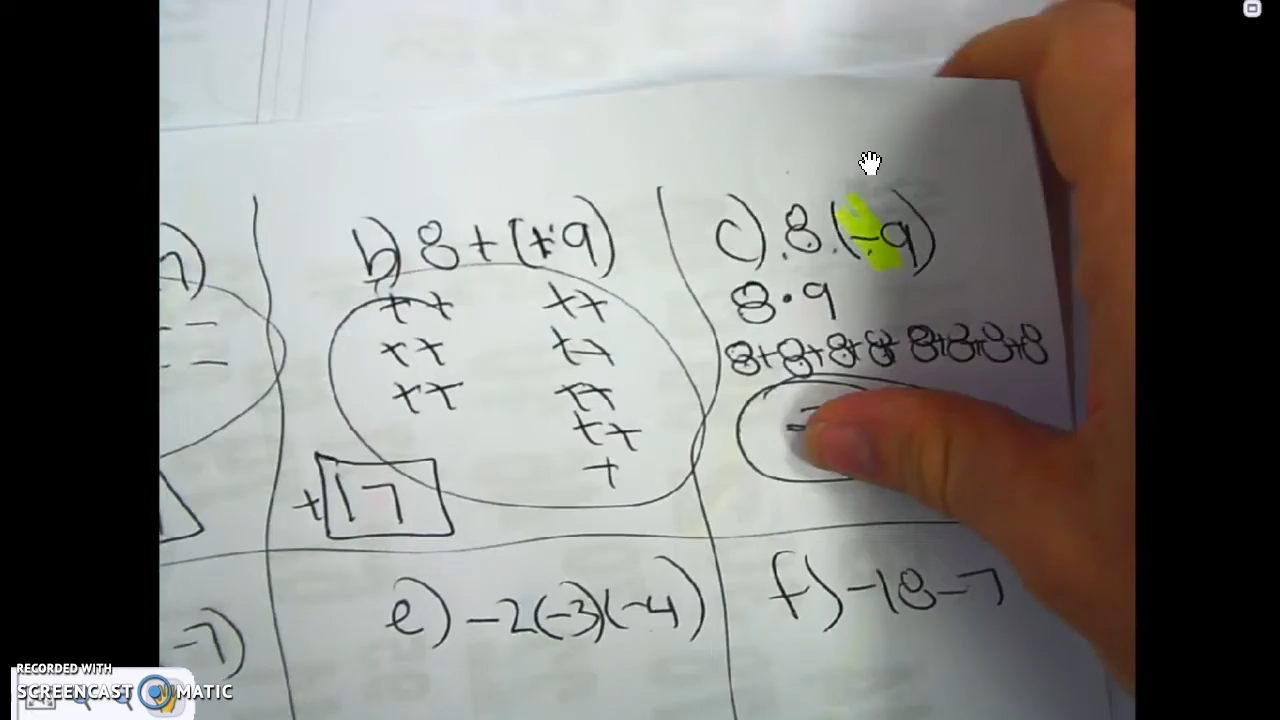 7)
b) 8 + (+9)
c) 8 (-9)
8 · 9
8+8+8+8+8+8+8+8
++ ++
++ ++
++ ++
++
+
+17
e) -2(-3)(-4)
f) -18-7
-7)
RECORDED WITH
SCREENCAST MATIC